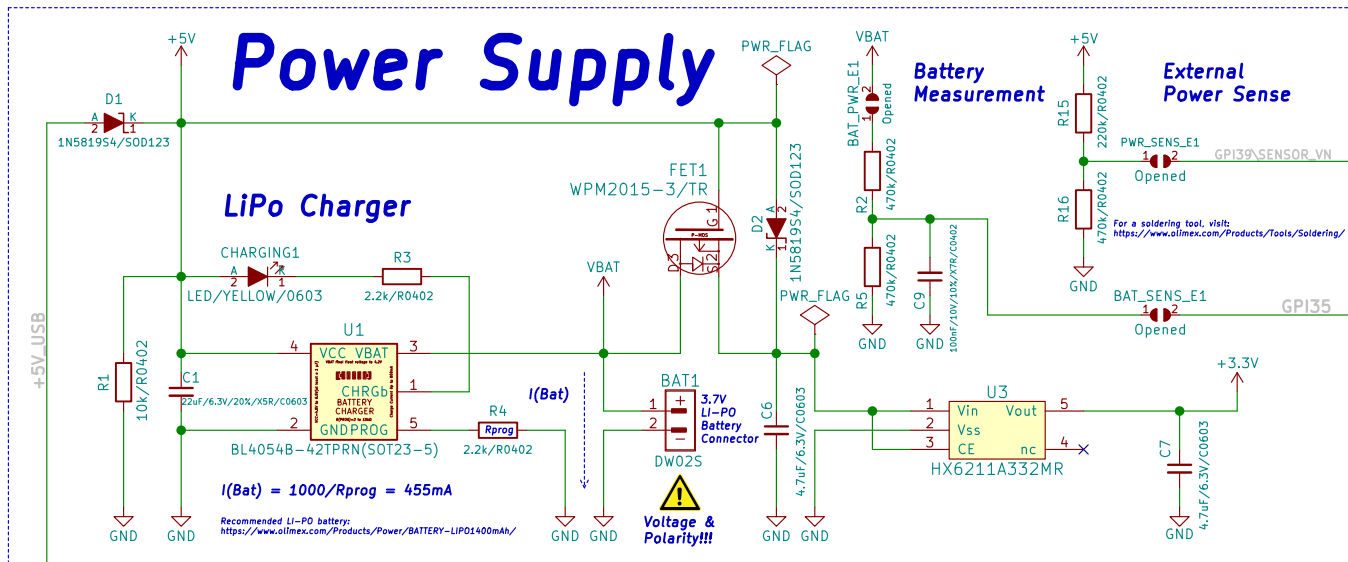 Power Supply
+5V
D1
A
2
K
1
1N5819S4/SOD123
+5V_USB
PWR_FLAG
LiPo Charger
CHARGING1
A
2
K
1
LED/YELLOW/0603
R3
2.2k/R0402
R1
10k/R0402
C1
22uF/6.3V/20%/X5R/C0603
U1
4
VCC
VBAT
3
CHRGb
1
BATTERY
CHARGER
2
GND
PROG
5
BL4054B-42TPRN(SOT23-5)
R4
Rprog
2.2k/R0402
I(Bat) = 1000/Rprog = 455mA
Recommended LI-PO battery:
https://www.olimex.com/Products/Power/BATTERY-LIPO1400mAh/
GND
GND
GND
GND
FET1
WPM2015-3/TR
G
1
P-MOS
D
3
S
2
D2
A
2
K
1
1N5819S4/SOD123
VBAT
I(Bat)
BAT1
1
2
+
−
3.7V
LI-PO
Battery
Connector
DW02S
Voltage &
Polarity!!!
PWR_FLAG
C6
4.7uF/6.3V/C0603
GND
GND
VBAT
BAT_PWR_E1
2
1
Opened
Battery
Measurement
R2
470k/R0402
R5
470k/R0402
C9
100nF/10V/10%/X7R/C0402
GND
GND
+5V
R15
220k/R0402
R16
470k/R0402
GND
External
Power Sense
PWR_SENS_E1
1
2
Opened
GPI39\SENSOR_VN
For a soldering tool, visit:
https://www.olimex.com/Products/Tools/Soldering/
BAT_SENS_E1
1
2
Opened
GPI35
U3
1
Vin
Vout
5
2
Vss
3
CE
nc
4
HX6211A332MR
+3.3V
C7
4.7uF/6.3V/C0603
GND